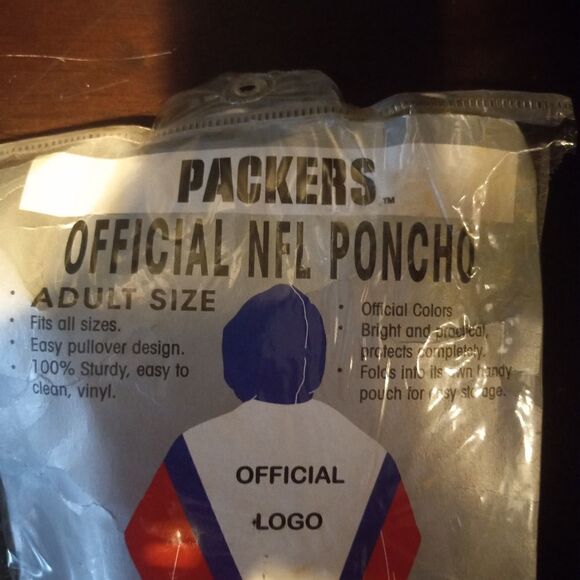 PACKERS™
OFFICIAL NFL PONCHO
• ADULT SIZE
• Fits all sizes.
• Easy pullover design.
• 100% Sturdy, easy to
clean, vinyl.
• Official Colors
• Bright and practical,
protects completely.
• Folds into its own handy
pouch for easy storage.
OFFICIAL
LOGO